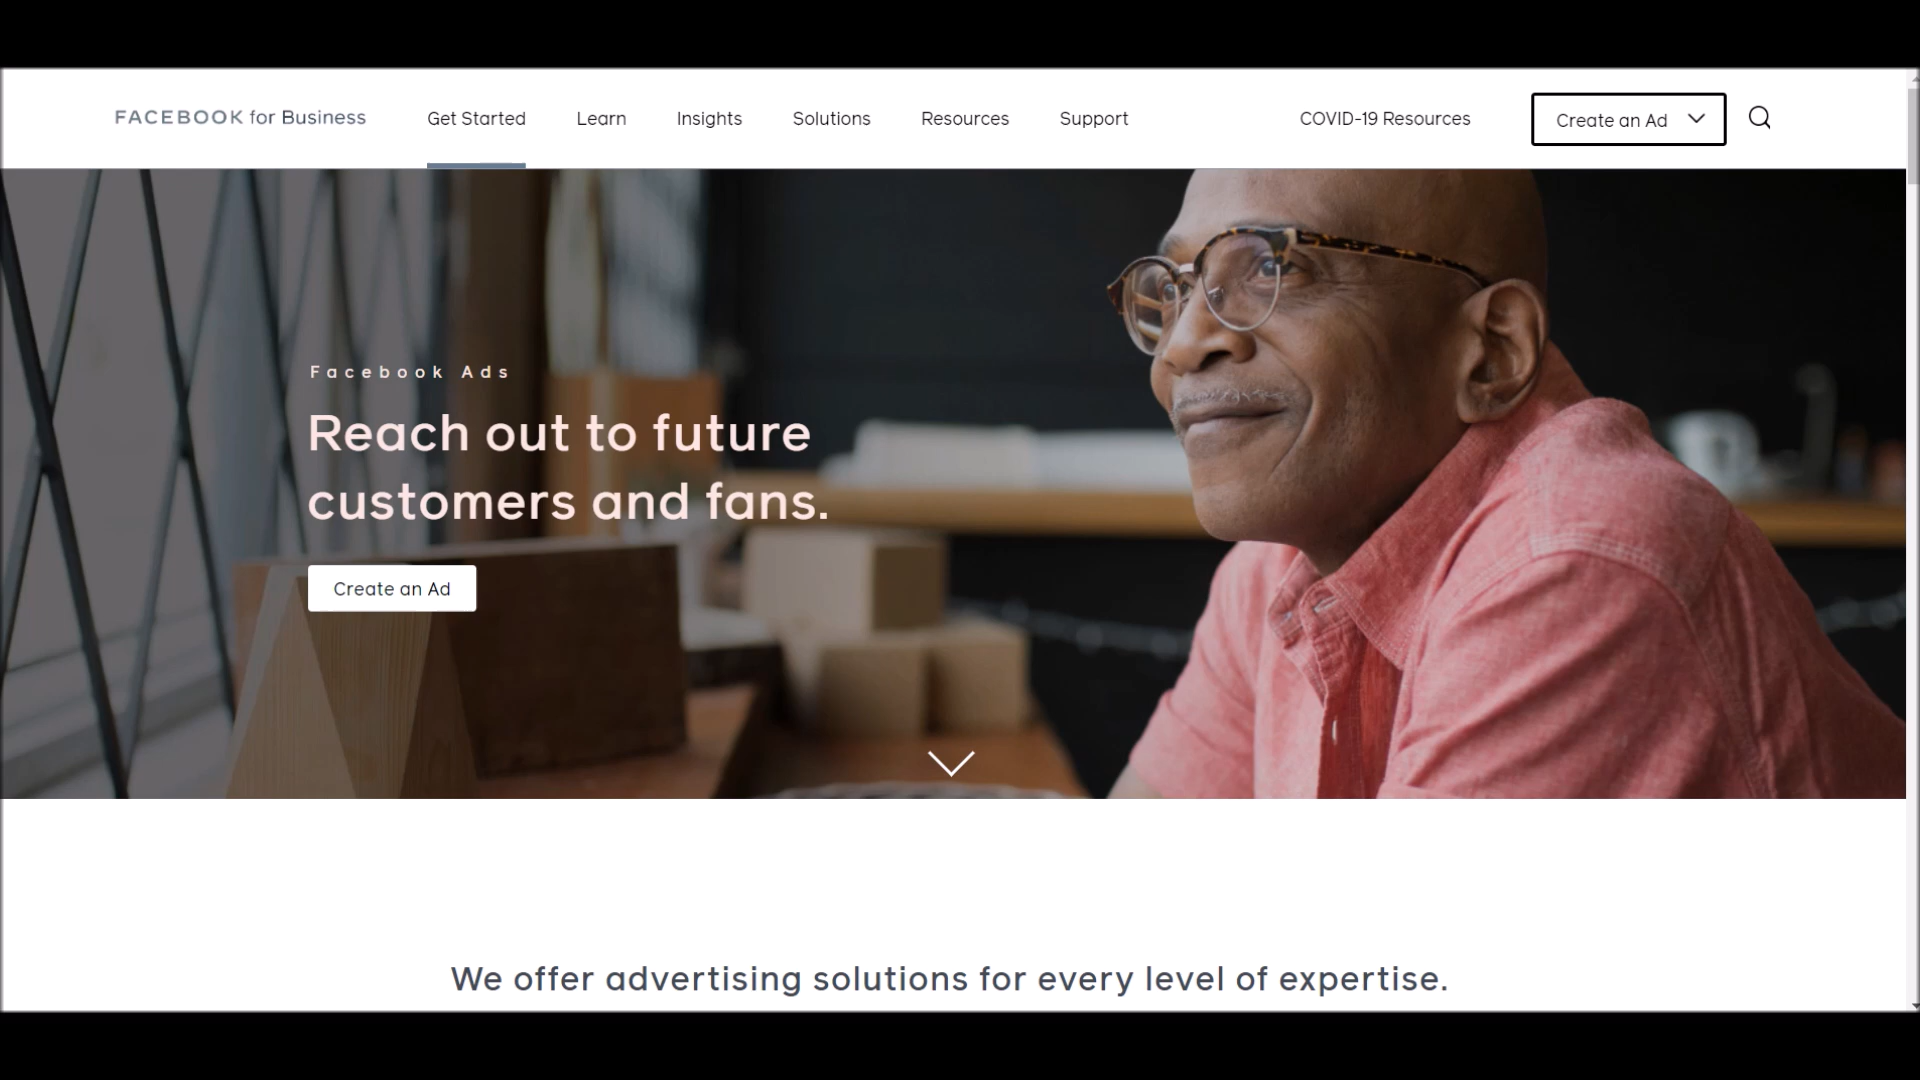 FACEBOOK for Business
Get Started
Learn
Insights
Solutions
Resources
Support
COVID-19 Resources
Create an Ad
Facebook Ads
Reach out to future
customers and fans.
Create an Ad
We offer advertising solutions for every level of expertise.